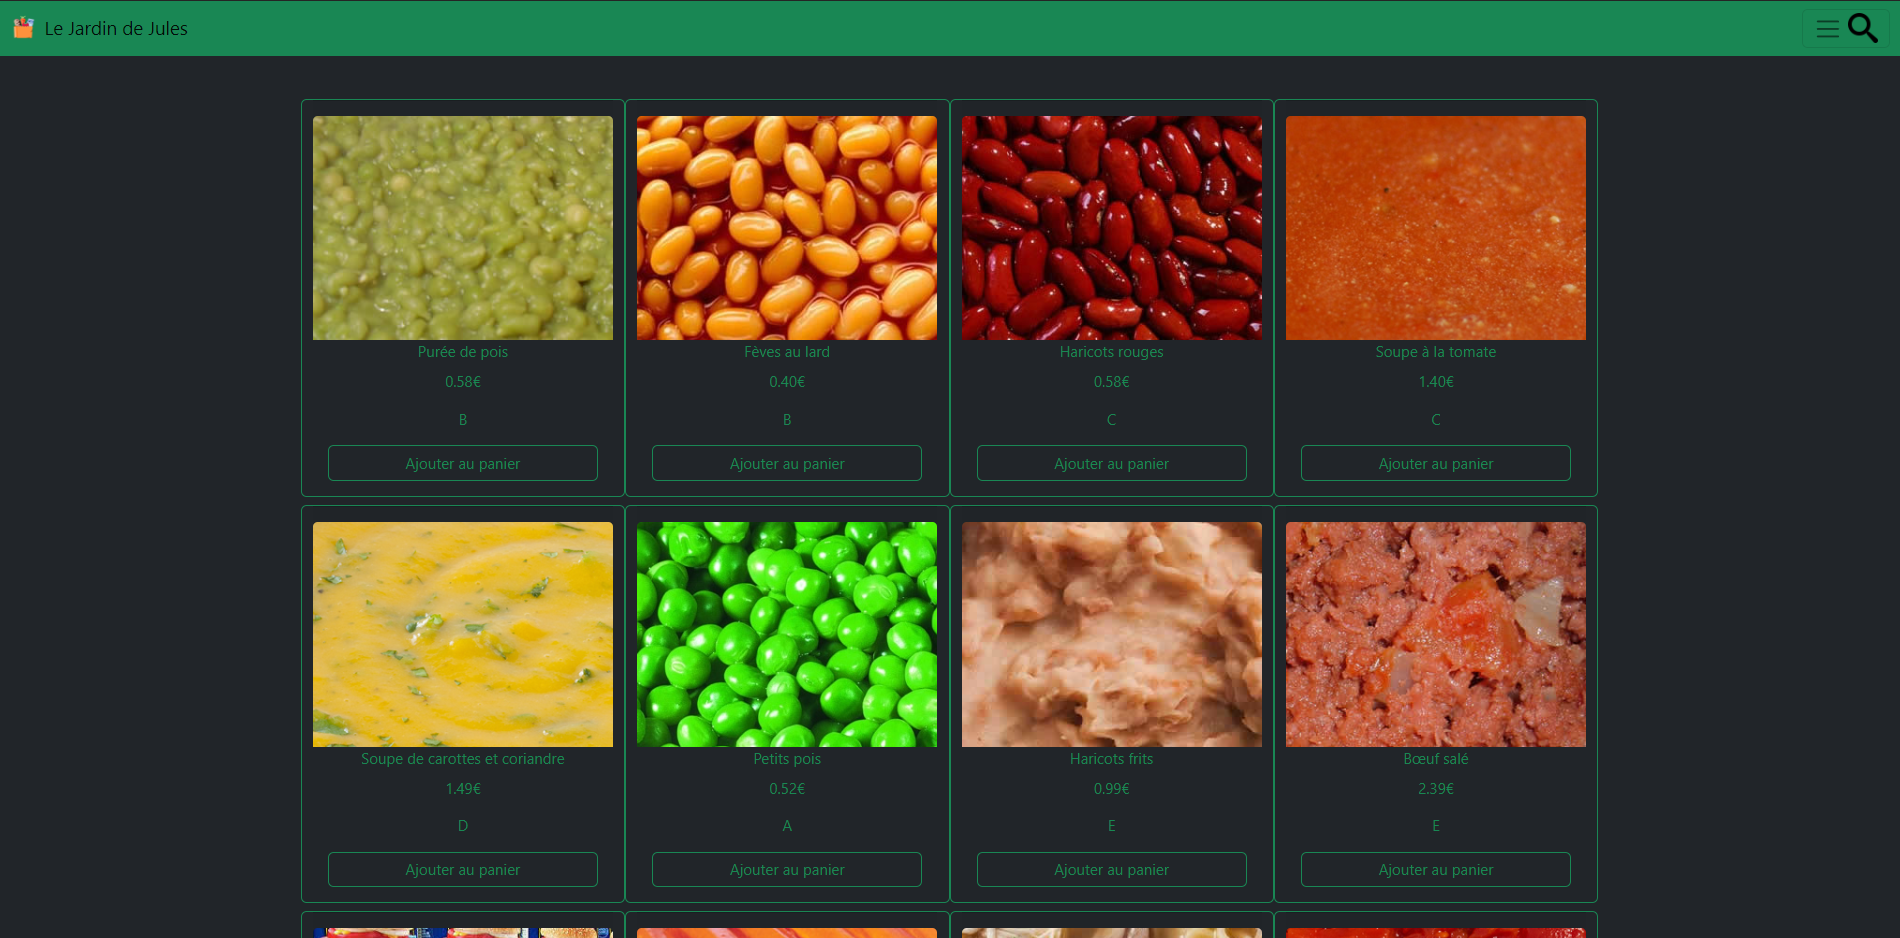 Le Jardin de Jules
Purée de pois
0.58€
B
Ajouter au panier
Fèves au lard
0.40€
B
Ajouter au panier
Haricots rouges
0.58€
C
Ajouter au panier
Soupe à la tomate
1.40€
C
Ajouter au panier
Soupe de carottes et coriandre
1.49€
D
Ajouter au panier
Petits pois
0.52€
A
Ajouter au panier
Haricots frits
0.99€
E
Ajouter au panier
Bœuf salé
2.39€
E
Ajouter au panier